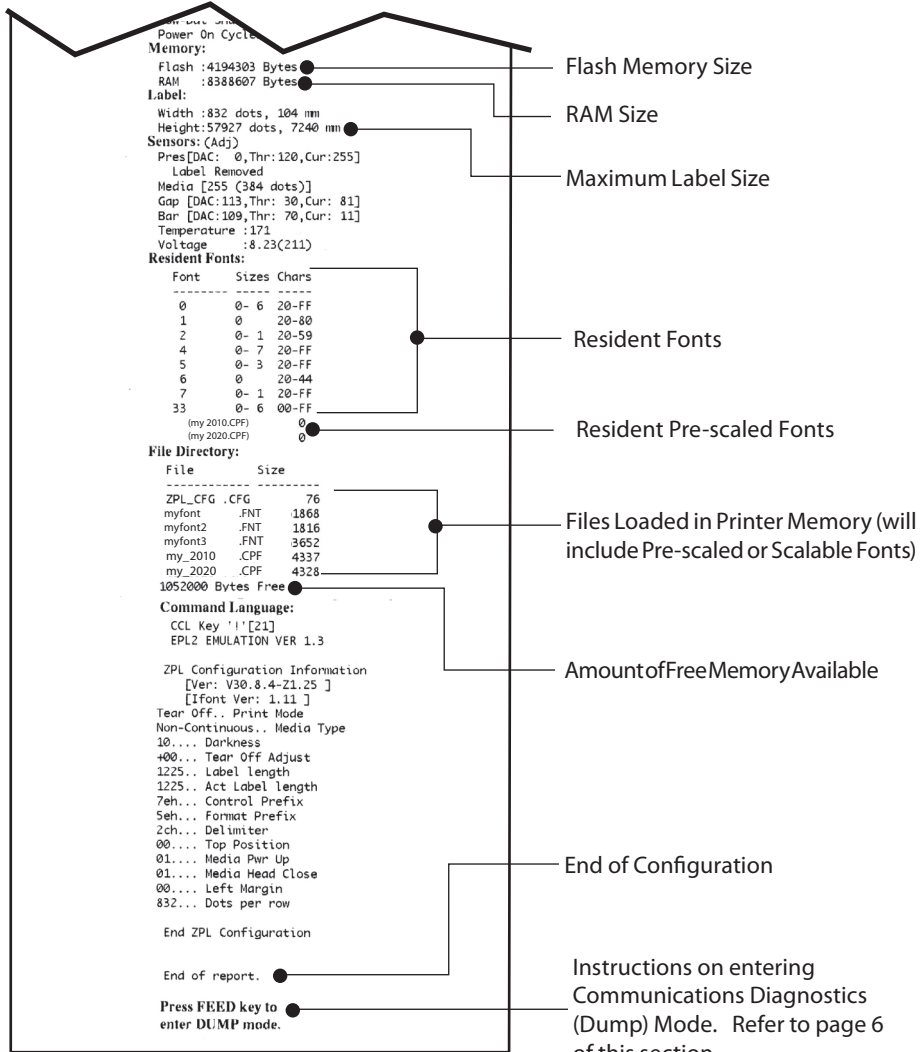 Power On Cycle
Memory:
Flash :4194303 Bytes
RAM :8388607 Bytes
Label:
Width :832 dots, 104 mm
Height:57927 dots, 7240 mm
Sensors: (Adj)
Pres[DAC: 0,Thr:120,Cur:255]
Label Removed
Media [255 (384 dots)]
Gap [DAC:113,Thr: 30,Cur: 81]
Bar [DAC:109,Thr: 70,Cur: 11]
Temperature :171
Voltage :8.23(211)
Resident Fonts:
Font Sizes Chars
-------- ----- -----
0 0- 6 20-FF
1 0 20-80
2 0- 1 20-59
4 0- 7 20-FF
5 0- 3 20-FF
6 0 20-44
7 0- 1 20-FF
33 0- 6 00-FF
(my 2010.CPF) 0
(my 2020.CPF) 0
File Directory:
File Size
------------ ---------
ZPL_CFG .CFG 76
myfont .FNT 1868
myfont2 .FNT 1816
myfont3 .FNT 3652
my_2010 .CPF 4337
my_2020 .CPF 4328
1052000 Bytes Free
Command Language:
CCL Key '!'[21]
EPL2 EMULATION VER 1.3
ZPL Configuration Information
[Ver: V30.8.4-Z1.25 ]
[Ifont Ver: 1.11 ]
Tear Off.. Print Mode
Non-Continuous.. Media Type
10.... Darkness
+00... Tear Off Adjust
1225.. Label length
1225.. Act Label length
7eh... Control Prefix
5eh... Format Prefix
2ch... Delimiter
00.... Top Position
01.... Media Pwr Up
01.... Media Head Close
00.... Left Margin
832... Dots per row
End ZPL Configuration
End of report.
Press FEED key to
enter DUMP mode.
Flash Memory Size
RAM Size
Maximum Label Size
Resident Fonts
Resident Pre-scaled Fonts
Files Loaded in Printer Memory (will
include Pre-scaled or Scalable Fonts)
Amount of Free Memory Available
End of Configuration
Instructions on entering
Communications Diagnostics
(Dump) Mode. Refer to page 6
of this section